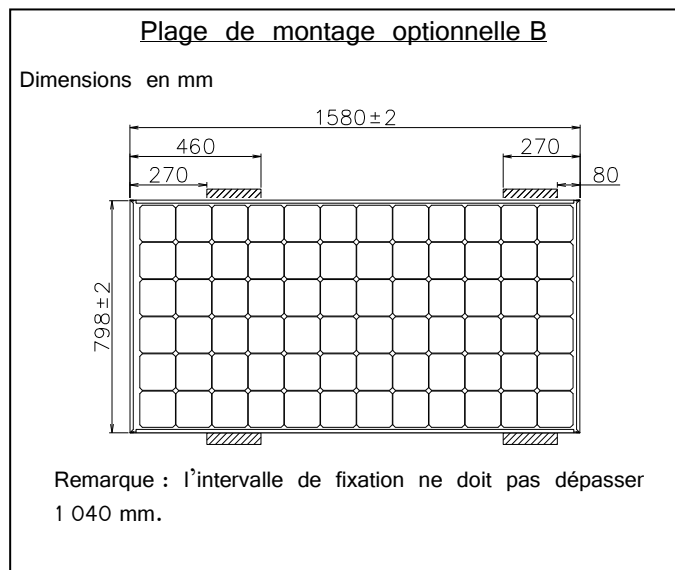 Plage de montage optionnelle B
Dimensions en mm
1580±2
460
270
270
80
798±2
Remarque : l'intervalle de fixation ne doit pas dépasser
1 040 mm.